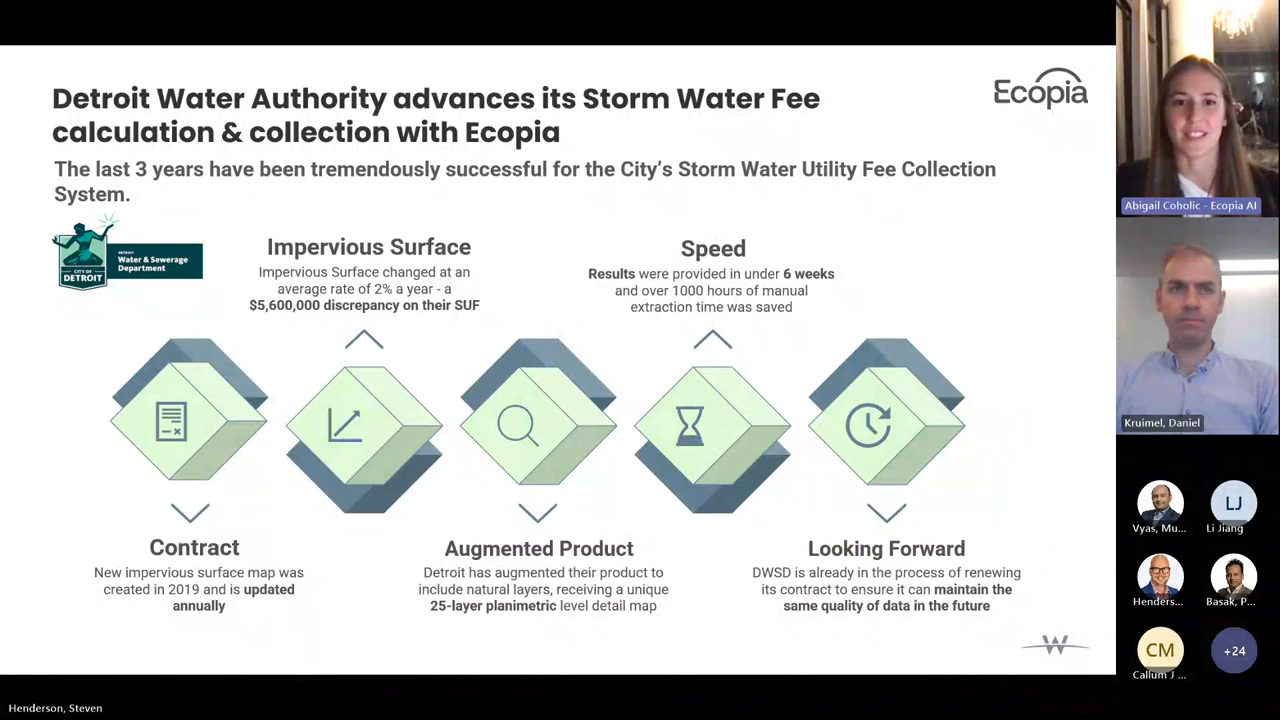 Detroit Water Authority advances its Storm Water Fee
calculation & collection with Ecopia
Ecopia
The last 3 years have been tremendously successful for the City's Storm Water Utility Fee Collection
System.
CITY OF
DETROIT
DETROIT
Water & Sewerage
Department
Impervious Surface
Impervious Surface changed at an
average rate of 2% a year - a
$5,600,000 discrepancy on their SUF
Speed
Results were provided in under 6 weeks
and over 1000 hours of manual
extraction time was saved
Contract
New impervious surface map was
created in 2019 and is updated
annually
Augmented Product
Detroit has augmented their product to
include natural layers, receiving a unique
25-layer planimetric level detail map
Looking Forward
DWSD is already in the process of renewing
its contract to ensure it can maintain the
same quality of data in the future
W
Abigail Coholic - Ecopia AI
Kruimel, Daniel
LJ
Vyas, Mu...
Li Jiang
Henders...
Basak, P...
CM
+24
Callum J ...
Henderson, Steven